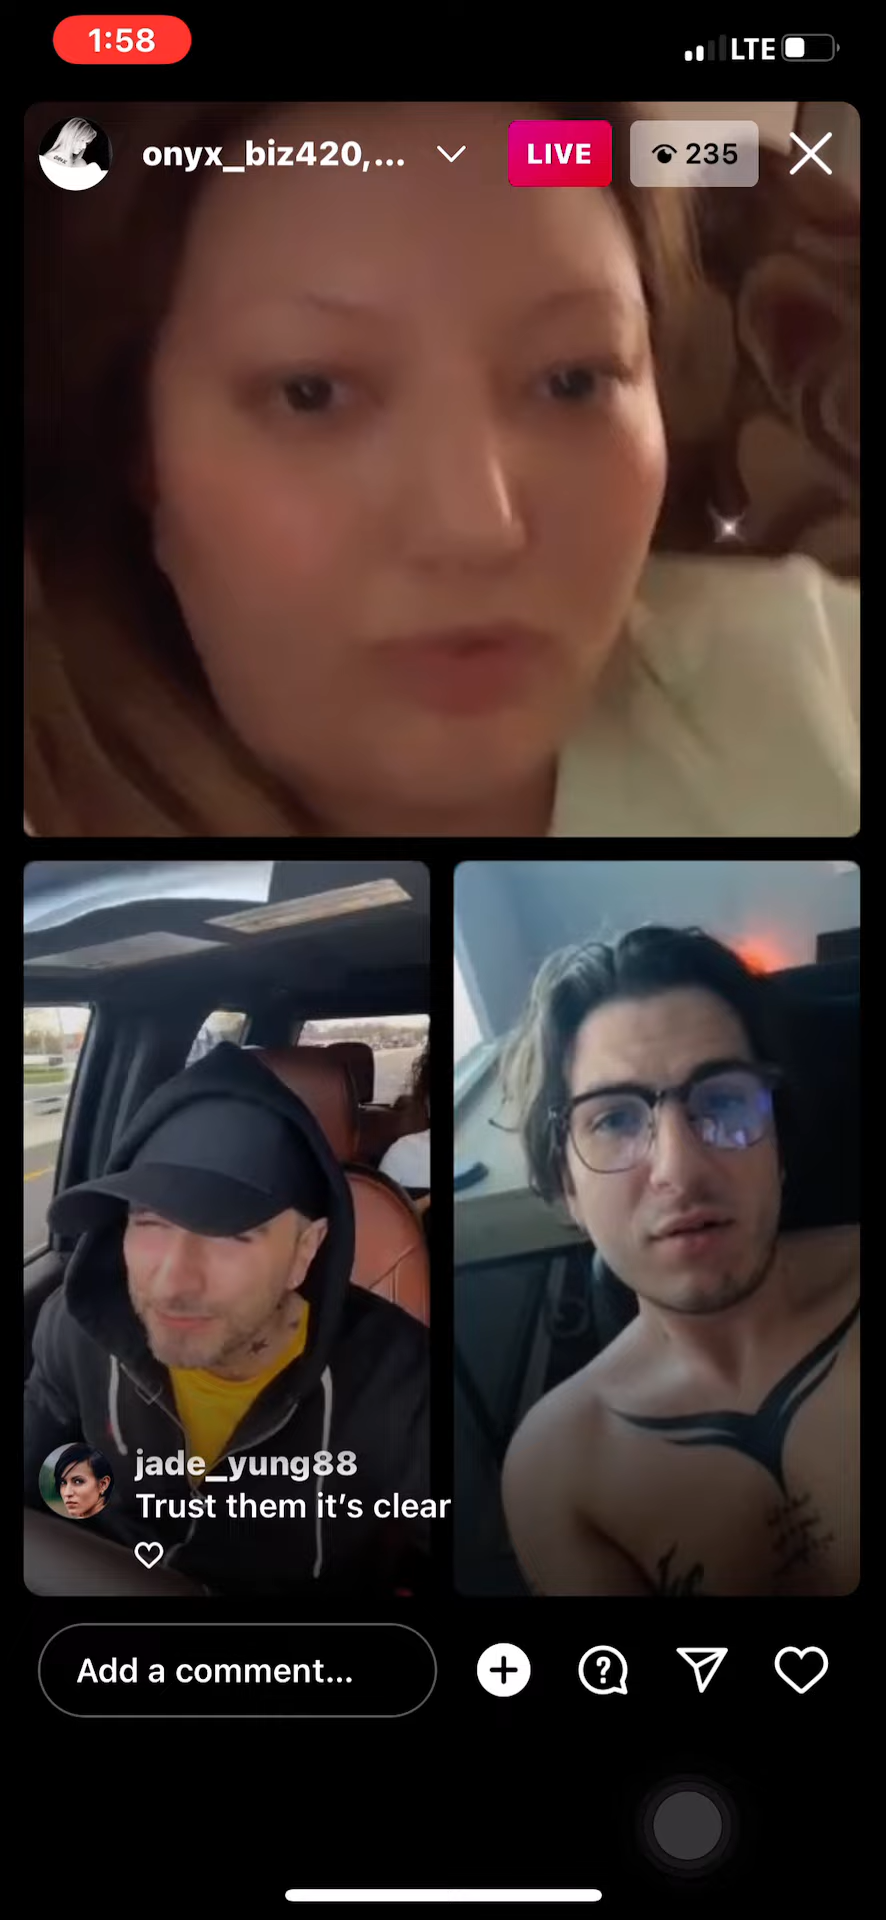 1:58
LTE
onyx_biz420,...
LIVE
235
jade_yung88
Trust them it’s clear
Add a comment...